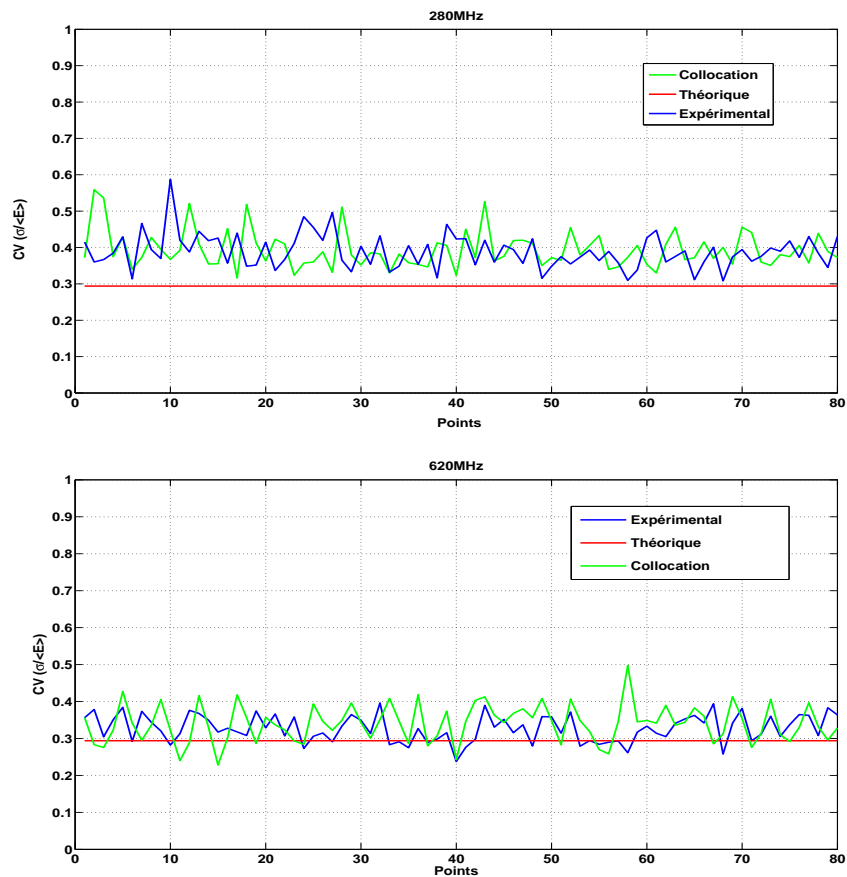 280MHz
1
0.9
0.8
0.7
0.6
0.5
0.4
0.3
0.2
0.1
0
CV (σ/<E>)
Collocation
Théorique
Expérimental
0 10 20 30 40 50 60 70 80
Points
620MHz
1
0.9
0.8
0.7
0.6
0.5
0.4
0.3
0.2
0.1
0
CV (σ/<E>)
Expérimental
Théorique
Collocation
0 10 20 30 40 50 60 70 80
Points